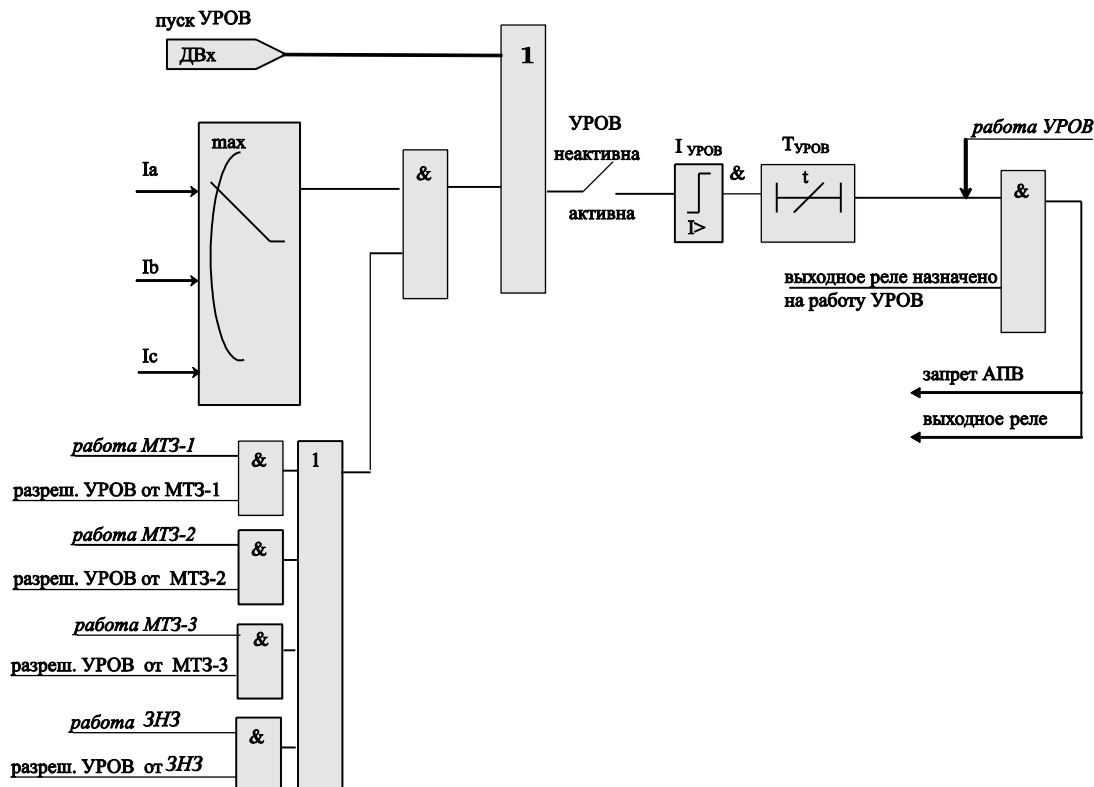 пуск УРОВ
ДВх
1
max
Ia
Ib
Ic
&
УРОВ
неактивна
активна
I УРОВ
I>
&
TУРОВ
t
работа УРОВ
&
выходное реле назначено
на работу УРОВ
запрет АПВ
выходное реле
работа МТЗ-1
разреш. УРОВ от МТЗ-1
&
1
работа МТЗ-2
разреш. УРОВ от МТЗ-2
&
работа МТЗ-3
разреш. УРОВ от МТЗ-3
&
работа ЗНЗ
разреш. УРОВ от ЗНЗ
&